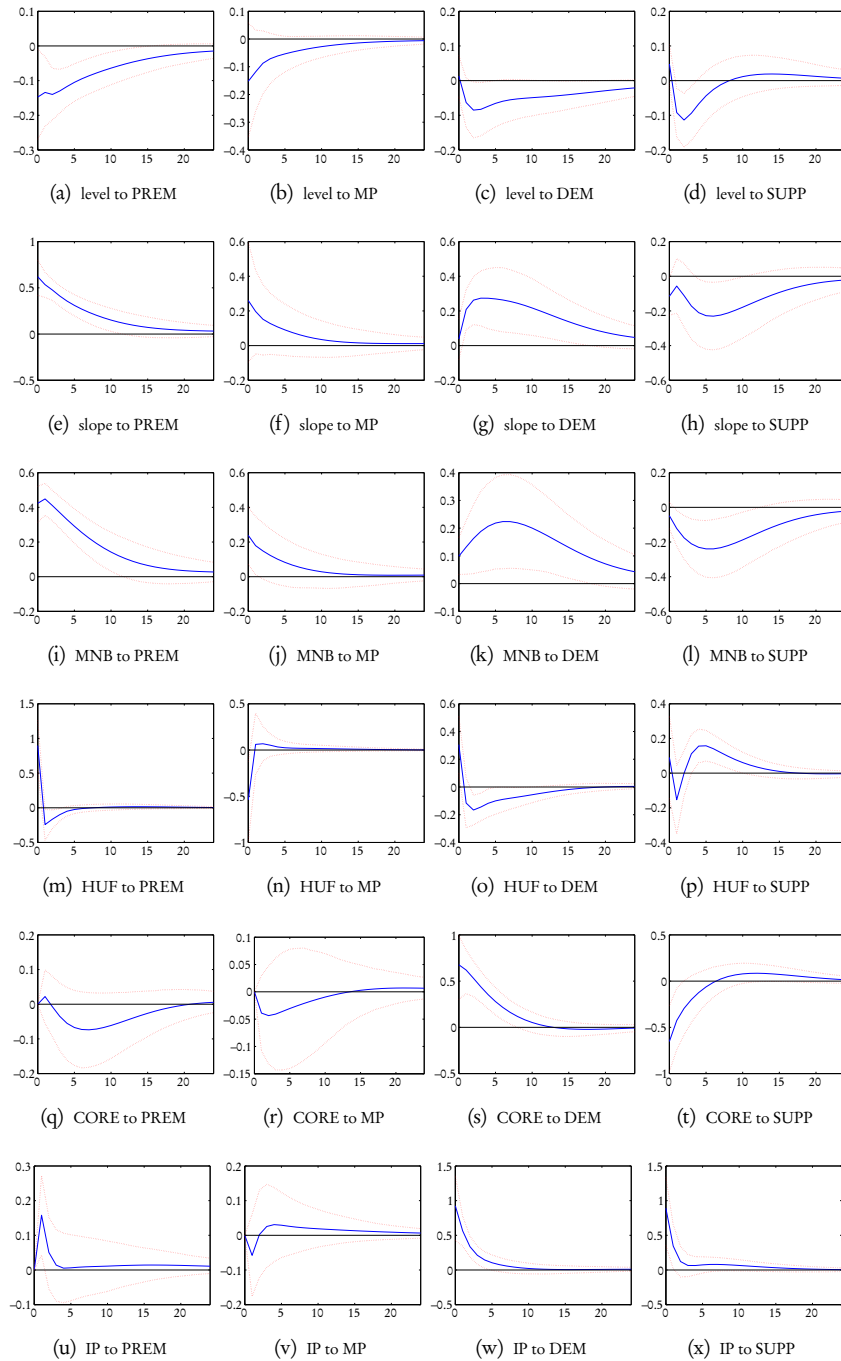 0.1
0
−0.1
−0.2
−0.3
0 5 10 15 20
(a) level to PREM
0.1
0
−0.1
−0.2
−0.3
−0.4
0 5 10 15 20
(b) level to MP
0.2
0.1
0
−0.1
−0.2
0 5 10 15 20
(c) level to DEM
0.2
0.1
0
−0.1
−0.2
0 5 10 15 20
(d) level to SUPP
1
0.5
0
−0.5
0 5 10 15 20
(e) slope to PREM
0.6
0.4
0.2
0
−0.2
0 5 10 15 20
(f) slope to MP
0.6
0.4
0.2
0
−0.2
0 5 10 15 20
(g) slope to DEM
0.2
0
−0.2
−0.4
−0.6
0 5 10 15 20
(h) slope to SUPP
0.6
0.4
0.2
0
−0.2
0 5 10 15 20
(i) MNB to PREM
0.6
0.4
0.2
0
−0.2
0 5 10 15 20
(j) MNB to MP
0.4
0.3
0.2
0.1
0
−0.1
0 5 10 15 20
(k) MNB to DEM
0.2
0
−0.2
−0.4
−0.6
0 5 10 15 20
(l) MNB to SUPP
1.5
1
0.5
0
−0.5
0 5 10 15 20
(m) HUF to PREM
0.5
0
−0.5
−1
0 5 10 15 20
(n) HUF to MP
0.6
0.4
0.2
0
−0.2
−0.4
0 5 10 15 20
(o) HUF to DEM
0.4
0.2
0
−0.2
−0.4
0 5 10 15 20
(p) HUF to SUPP
0.2
0.1
0
−0.1
−0.2
0 5 10 15 20
(q) CORE to PREM
0.1
0.05
0
−0.05
−0.1
−0.15
0 5 10 15 20
(r) CORE to MP
1
0.5
0
−0.5
0 5 10 15 20
(s) CORE to DEM
0.5
0
−0.5
−1
0 5 10 15 20
(t) CORE to SUPP
0.3
0.2
0.1
0
−0.1
0 5 10 15 20
(u) IP to PREM
0.2
0.1
0
−0.1
−0.2
0 5 10 15 20
(v) IP to MP
1.5
1
0.5
0
−0.5
0 5 10 15 20
(w) IP to DEM
1.5
1
0.5
0
−0.5
0 5 10 15 20
(x) IP to SUPP